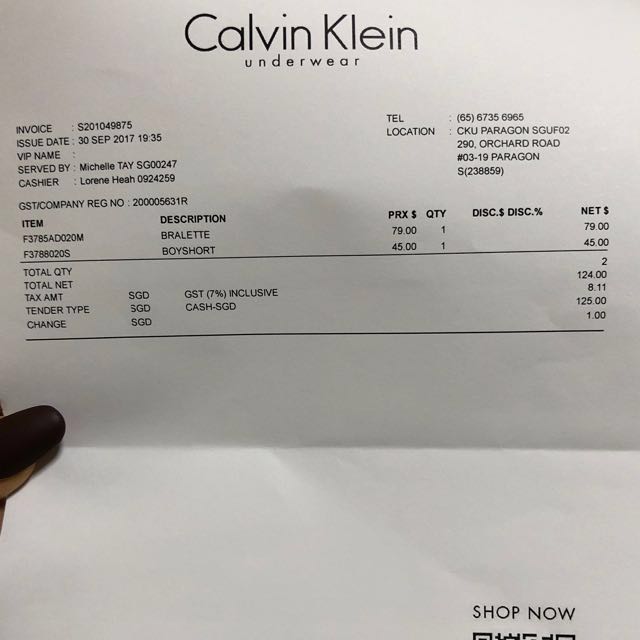 Calvin Klein
underwear
INVOICE : S201049875
ISSUE DATE : 30 SEP 2017 19:35
VIP NAME :
SERVED BY : Michelle TAY SG00247
CASHIER : Lorene Heah 0924259
GST/COMPANY REG NO : 200005631R
TEL : (65) 6735 6965
LOCATION : CKU PARAGON SGUF02
290, ORCHARD ROAD
#03-19 PARAGON
S(238859)
ITEM DESCRIPTION PRX $ QTY DISC.$ DISC.% NET $
F3785AD020M BRALETTE 79.00 1 79.00
F3788020S BOYSHORT 45.00 1 45.00
TOTAL QTY 2
TOTAL NET 124.00
TAX AMT SGD GST (7%) INCLUSIVE 8.11
TENDER TYPE SGD CASH-SGD 125.00
CHANGE SGD 1.00
SHOP NOW